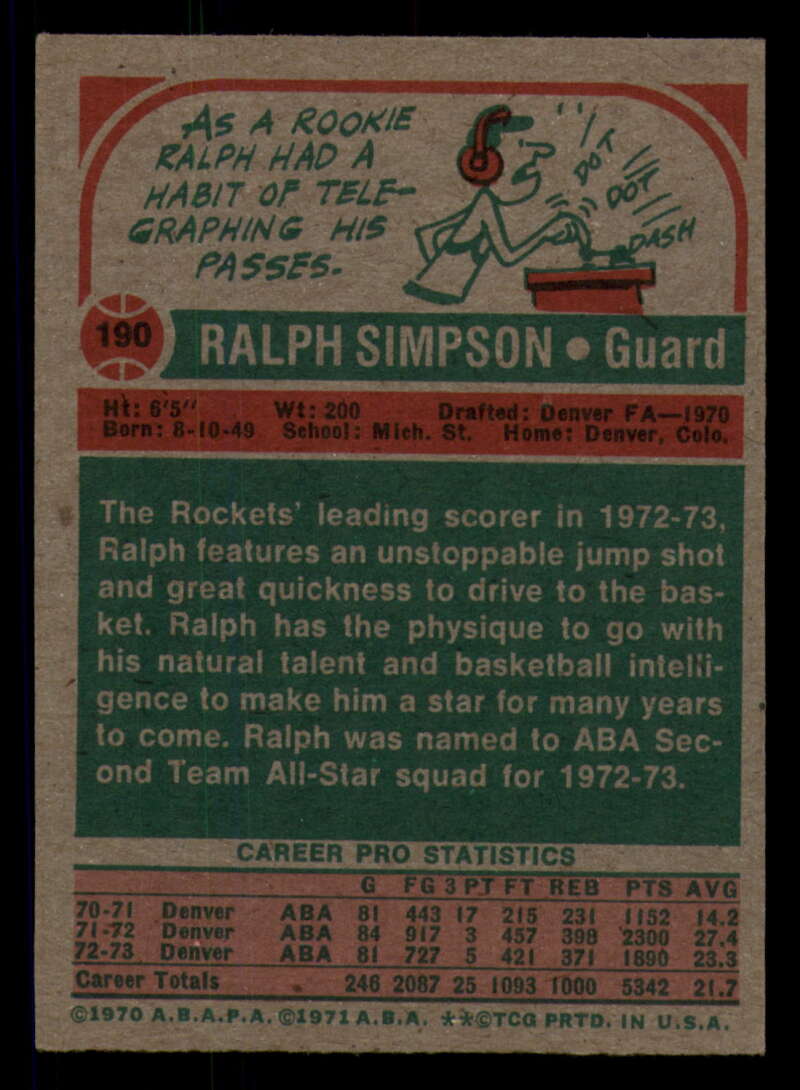 As A ROOKIE
RALPH HAD A
HABIT OF TELE-
GRAPHING HIS
PASSES.
DOT
DOT
DASH
190
RALPH SIMPSON • Guard
Ht: 6'5" Wt: 200 Drafted: Denver FA—1970
Born: 8-10-49 School: Mich. St. Home: Denver, Colo.
The Rockets' leading scorer in 1972-73,
Ralph features an unstoppable jump shot
and great quickness to drive to the bas-
ket. Ralph has the physique to go with
his natural talent and basketball intelli-
gence to make him a star for many years
to come. Ralph was named to ABA Sec-
ond Team All-Star squad for 1972-73.
CAREER PRO STATISTICS
G FG 3 PT FT REB PTS AVG
70-71 Denver ABA 81 443 17 215 231 1152 14.2
71-72 Denver ABA 84 917 3 457 398 2300 27.4
72-73 Denver ABA 81 727 5 421 371 1890 23.3
Career Totals 246 2087 25 1093 1000 5342 21.7
©1970 A.B.A.P.A. ©1971 A.B.A. **©TCG PRTD. IN U.S.A.